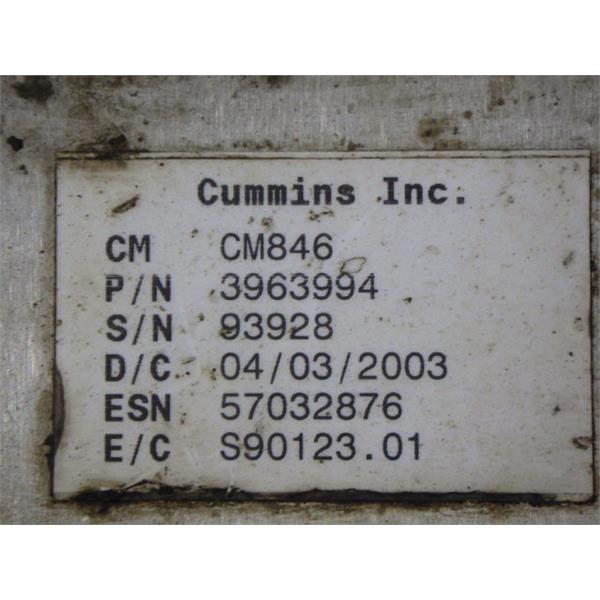 Cummins Inc.
CM CM846
P/N 3963994
S/N 93928
D/C 04/03/2003
ESN 57032876
E/C S90123.01